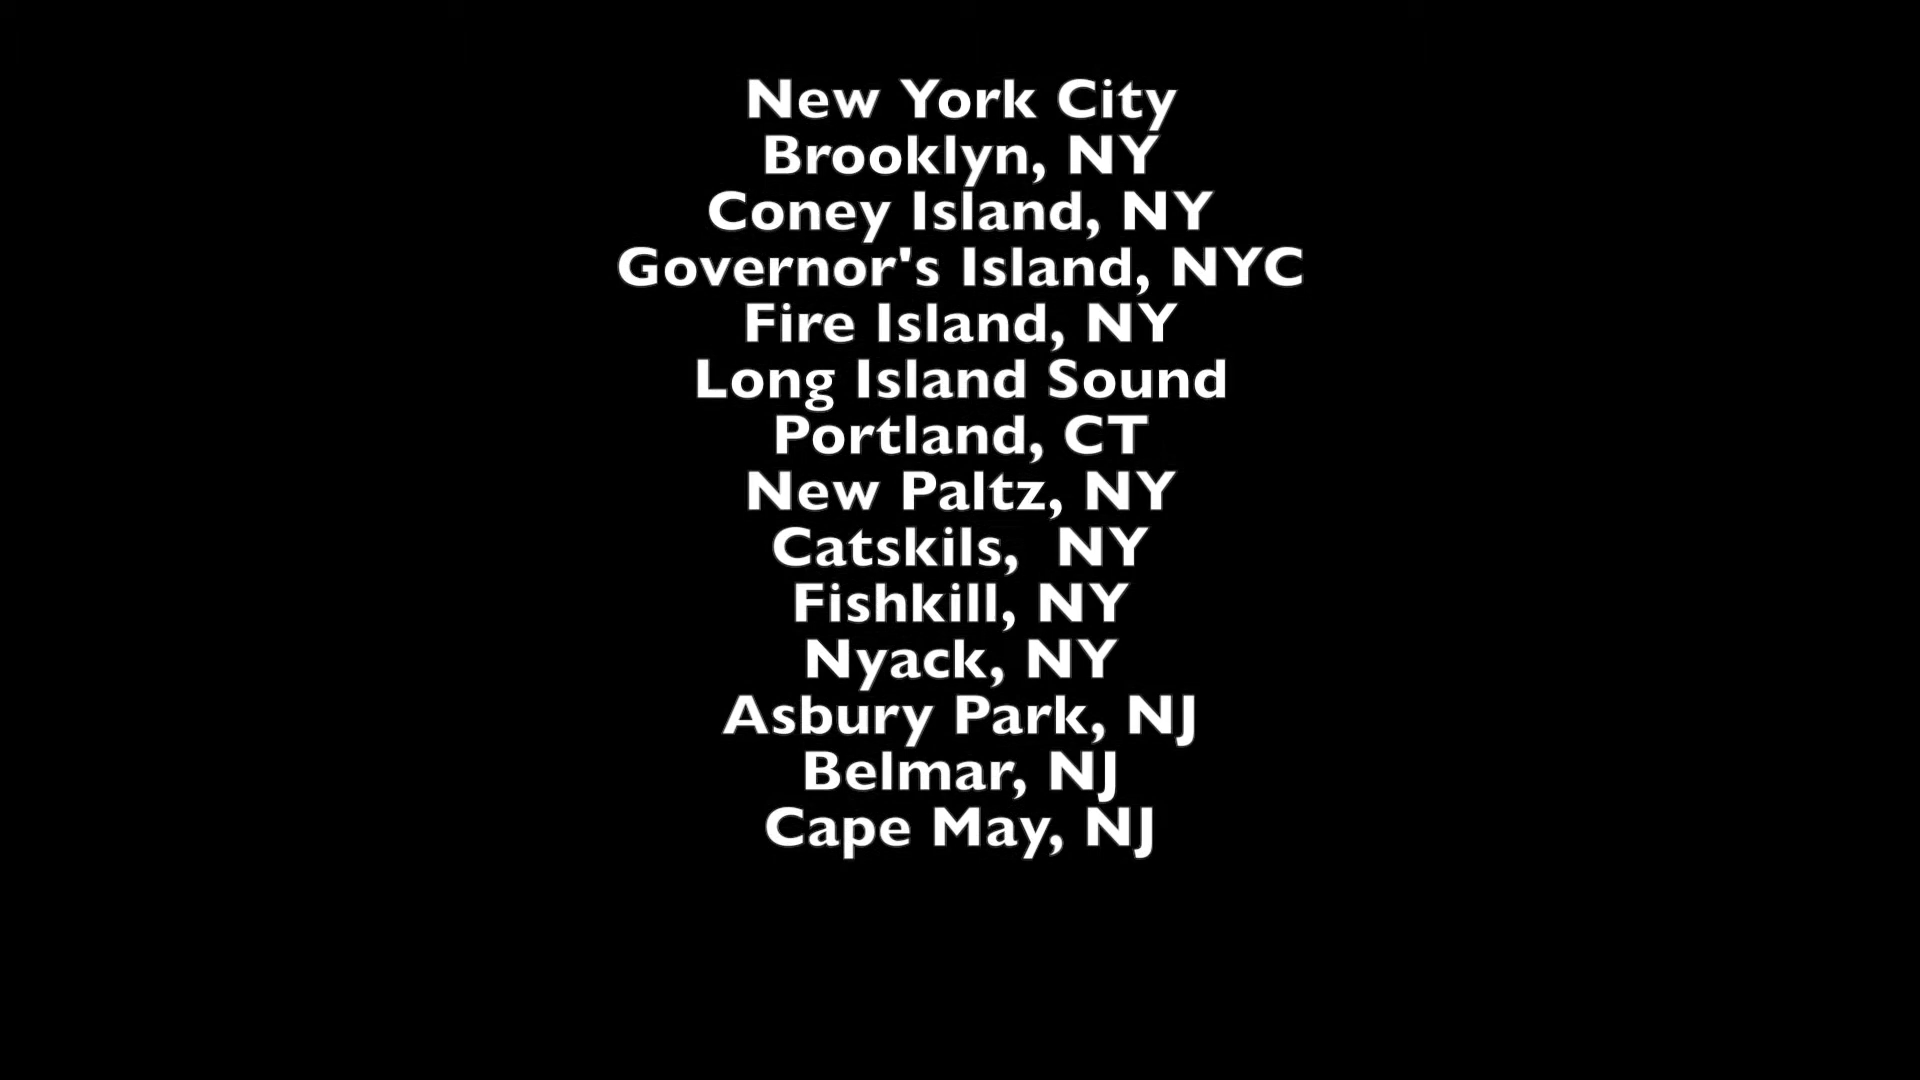 New York City
Brooklyn, NY
Coney Island, NY
Governor's Island, NYC
Fire Island, NY
Long Island Sound
Portland, CT
New Paltz, NY
Catskils,  NY
Fishkill, NY
Nyack, NY
Asbury Park, NJ
Belmar, NJ
Cape May, NJ